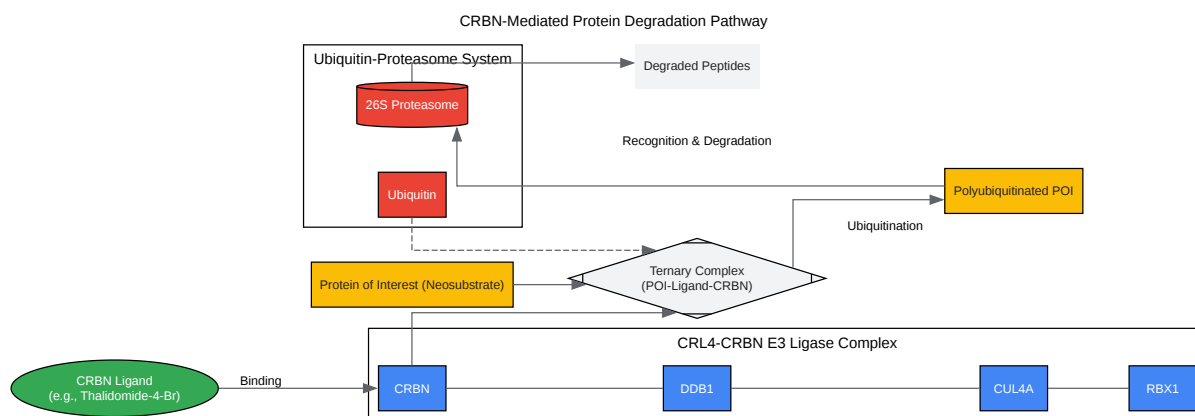 CRBN-Mediated Protein Degradation Pathway
Ubiquitin-Proteasome System
Degraded Peptides
26S Proteasome
Recognition & Degradation
Polyubiquitinated POI
Ubiquitin
Ubiquitination
Ternary Complex
(POI-Ligand-CRBN)
Protein of Interest (Neosubstrate)
CRL4-CRBN E3 Ligase Complex
CRBN Ligand
(e.g., Thalidomide-4-Br)
Binding
CRBN
DDB1
CUL4A
RBX1